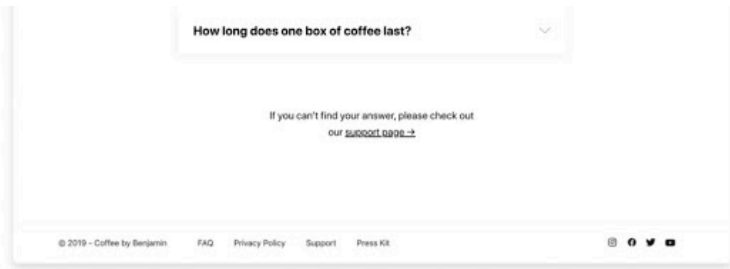 How long does one box of coffee last?
If you can't find your answer, please check out
our support page →
© 2019 - Coffee by Benjamin FAQ Privacy Policy Support Press Kit